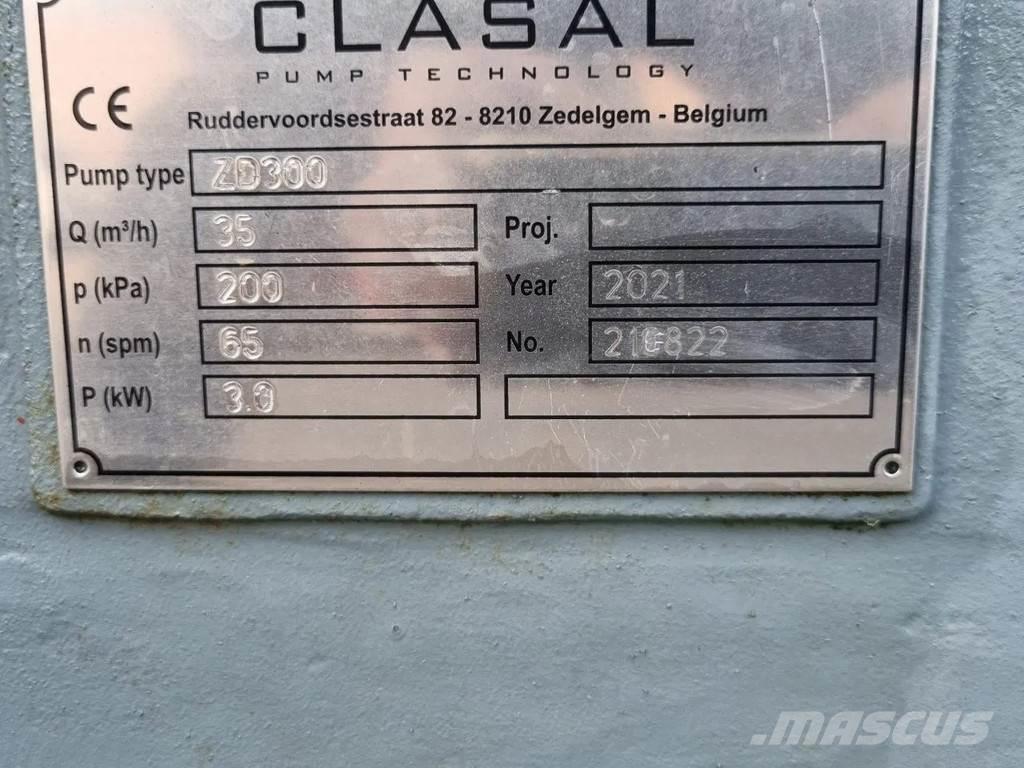 CLASAL
PUMP TECHNOLOGY
CE
Ruddervoordsestraat 82 - 8210 Zedelgem - Belgium
Pump type ZD300
Q (m³/h) 35 Proj.
p (kPa) 200 Year 2021
n (spm) 65 No.
P (kW) 3.0
MASCUS